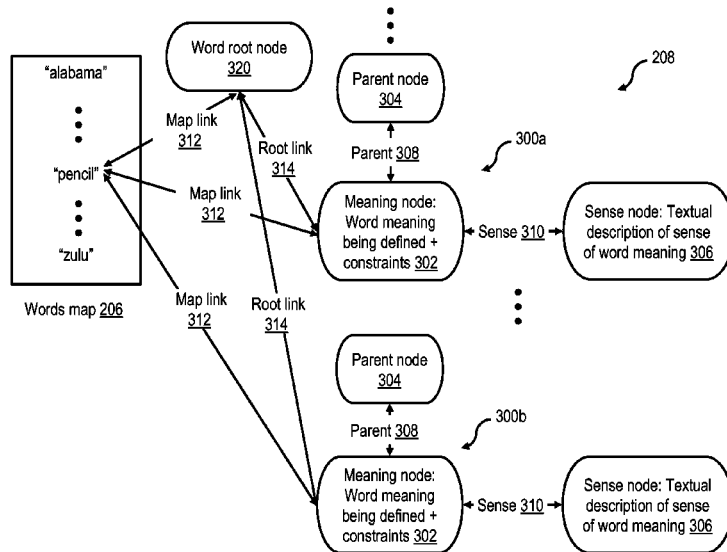 Word root node
320
208
"alabama"
Parent node
304
Map link
312
Root link
314
Parent 308
300a
"pencil"
Map link
312
Meaning node:
Word meaning
being defined +
constraints 302
Sense 310
Sense node: Textual
description of sense
of word meaning 306
"zulu"
Words map 206
Map link
312
Root link
314
Parent node
304
Parent 308
300b
Meaning node:
Word meaning
being defined +
constraints 302
Sense 310
Sense node: Textual
description of sense
of word meaning 306